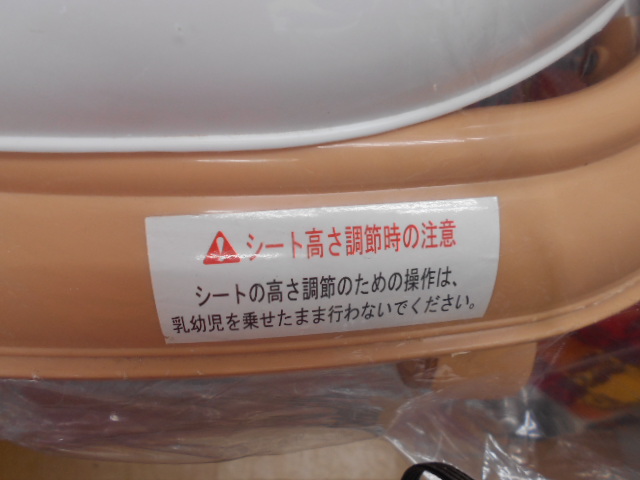 シート高さ調節時の注意
シートの高さ調節のための操作は、
乳幼児を乗せたまま行わないでください。